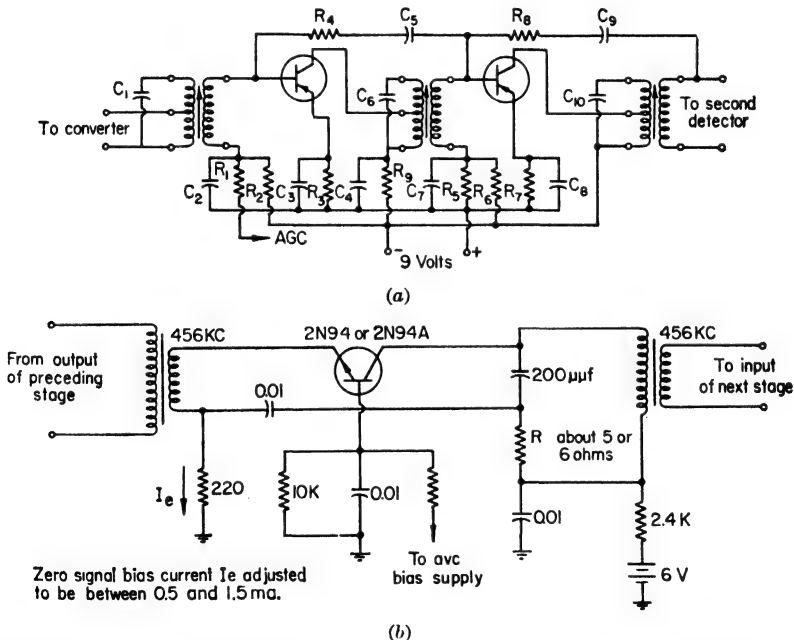 R4
C5
R8
C9
C1
C6
C10
To converter
To second
detector
R1
R9
C2
R2
C3
R3
C4
C7
R5
R6
R7
C8
AGC
- +
9 Volts
(a)
456KC
2N94 or 2N94A
456KC
From output
of preceding
stage
0.01
200µµf
To input
of next stage
R about 5 or
6 ohms
Ie
220
10K
0.01
0.01
2.4 K
To avc
bias supply
6 V
Zero signal bias current Ie adjusted
to be between 0.5 and 1.5 ma.
(b)